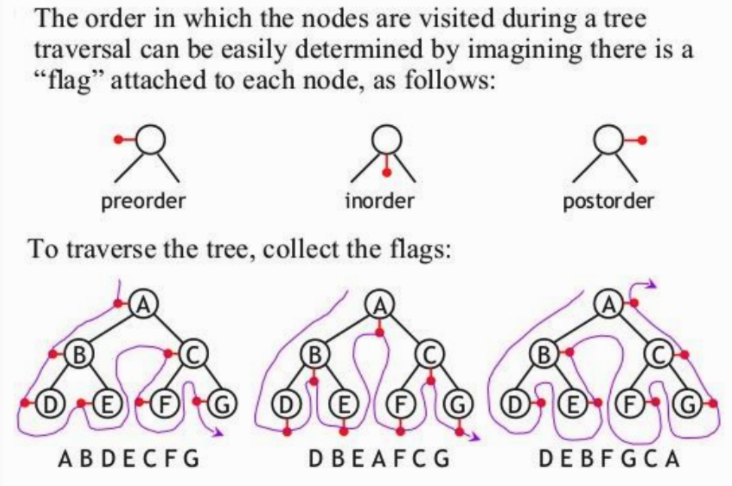 The order in which the nodes are visited during a tree
traversal can be easily determined by imagining there is a
“flag” attached to each node, as follows:
preorder inorder postorder
To traverse the tree, collect the flags:
A A A
B C B C B C
D E F G D E F G D E F G
A B D E C F G D B E A F C G D E B F G C A